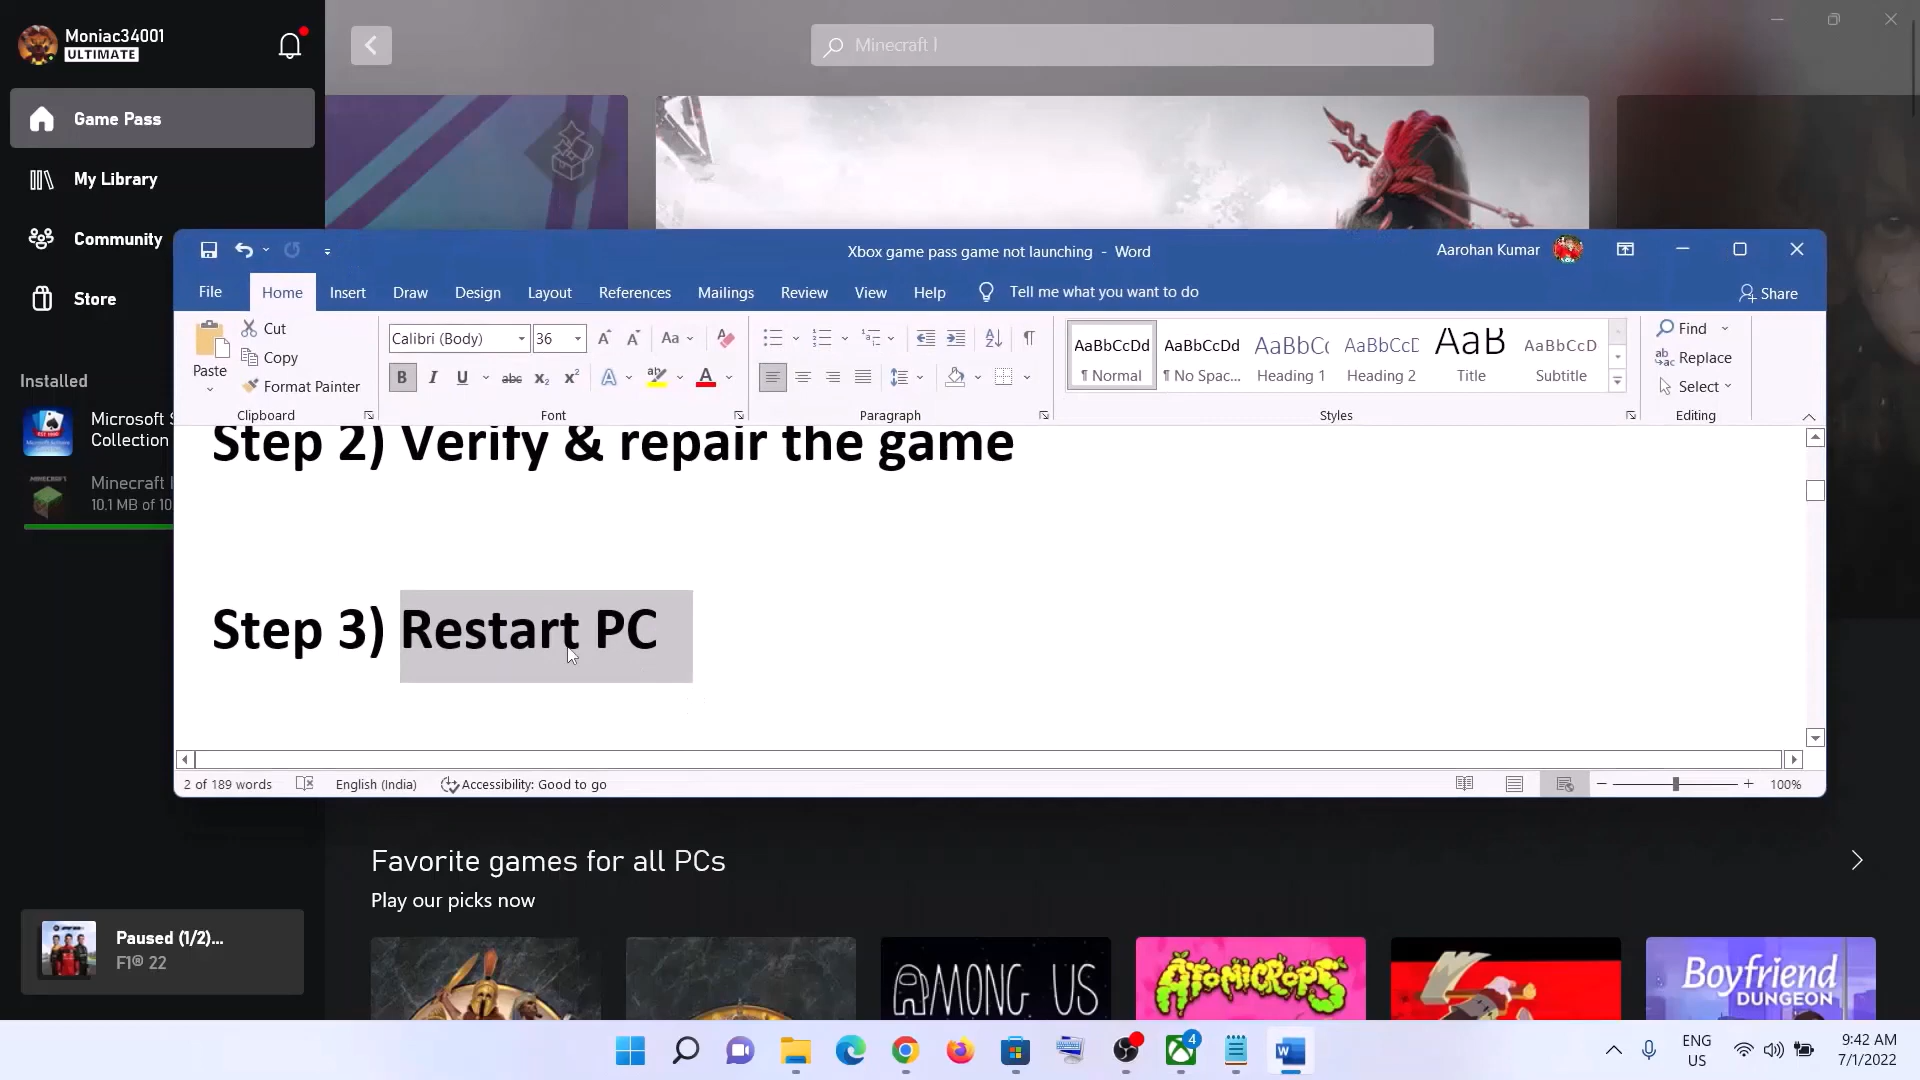 Moniac34001
ULTIMATE
Minecraft l
Game Pass
My Library
Community
Store
Installed
Microsoft S
Collection
Minecraft
10.1 MB of 10
Paused (1/2)...
F1® 22
Xbox game pass game not launching - Word
Aarohan Kumar
File
Home
Insert
Draw
Design
Layout
References
Mailings
Review
View
Help
Tell me what you want to do
Share
Paste
Cut
Copy
Format Painter
Clipboard
Calibri (Body)
36
Font
Paragraph
AaBbCcDd
¶ Normal
AaBbCcDd
¶ No Spac...
AaBbCc
Heading 1
AaBbCcD
Heading 2
AaB
Title
AaBbCcD
Subtitle
Styles
Find
Replace
Select
Editing
Step 2) Verify & repair the game
Step 3) Restart PC
2 of 189 words
English (India)
Accessibility: Good to go
100%
Favorite games for all PCs
Play our picks now
AMONG US
ATOMICROPS
Boyfriend
DUNGEON
4
ENG
US
9:42 AM
7/1/2022